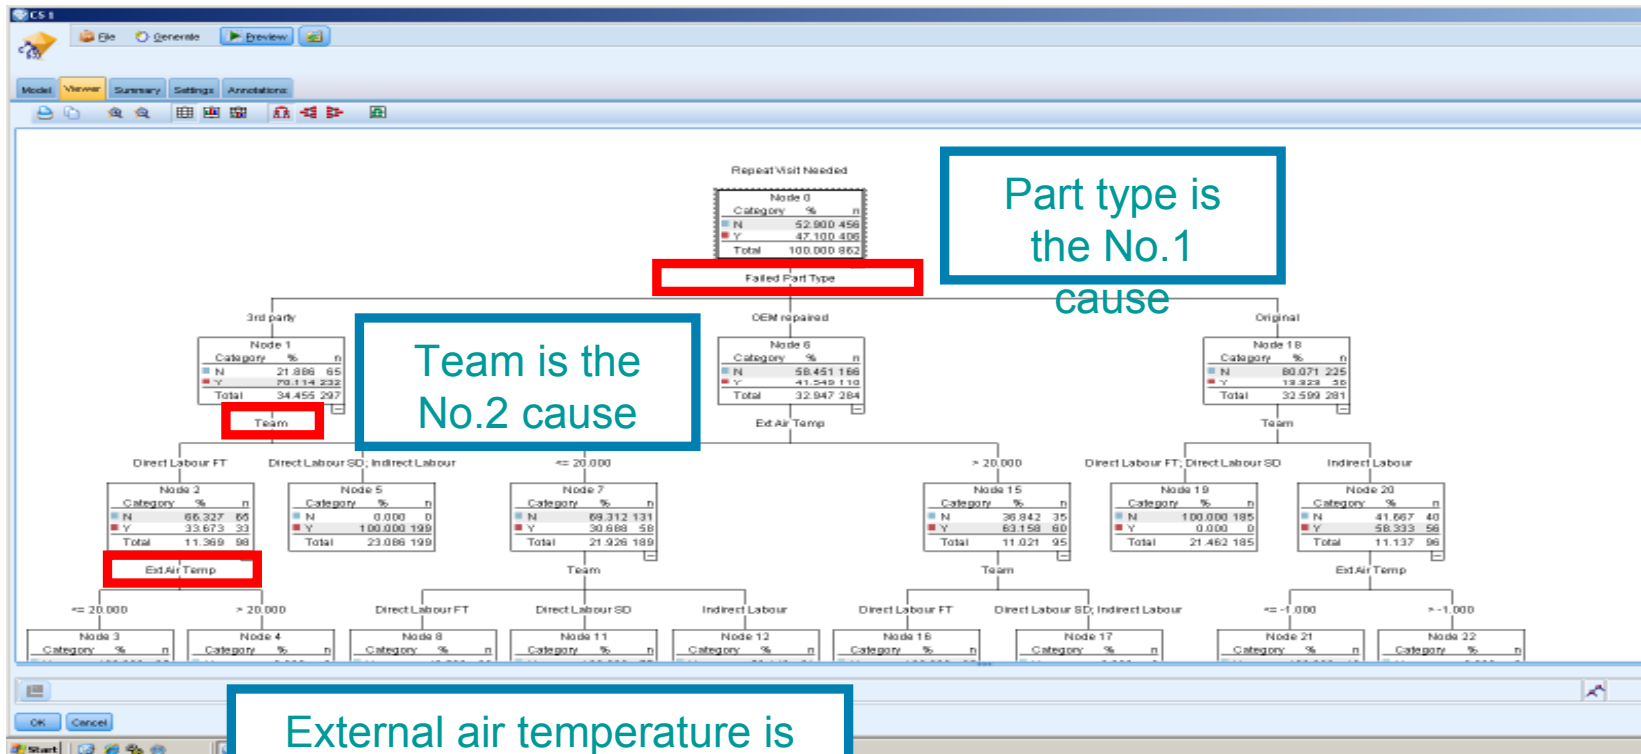 CS 1
File Generate Preview
Model Viewer Summary Settings Annotations
Repeat Visit Needed
Node 0
Category % n
N 52.900 456
Y 47.100 406
Total 100.000 862
Failed Part Type
Part type is
the No.1
cause
3rd party
OEM repaired
Original
Node 1
Category % n
N 21.886 65
Y 78.114 232
Total 34.455 297
Team
Team is the
No.2 cause
Node 6
Category % n
N 58.451 166
Y 41.549 118
Total 32.947 284
Ext Air Temp
Node 18
Category % n
N 80.071 225
Y 19.929 56
Total 32.599 281
Team
Direct Labour FT
Direct Labour SD; Indirect Labour
<= 20.000
> 20.000
Direct Labour FT; Direct Labour SD
Indirect Labour
Node 2
Category % n
N 66.327 65
Y 33.673 33
Total 11.369 98
Ext Air Temp
Node 5
Category % n
N 0.000 0
Y 100.000 199
Total 23.086 199
Node 7
Category % n
N 69.312 131
Y 30.688 58
Total 21.926 189
Team
Node 15
Category % n
N 36.842 35
Y 63.158 60
Total 11.021 95
Team
Node 19
Category % n
N 100.000 185
Y 0.000 0
Total 21.462 185
Node 20
Category % n
N 41.667 40
Y 58.333 56
Total 11.137 96
Ext Air Temp
<= 20.000
> 20.000
Direct Labour FT
Direct Labour SD
Indirect Labour
Direct Labour FT
Direct Labour SD; Indirect Labour
<= -1.000
> -1.000
Node 3
Category % n
Node 4
Category % n
Node 8
Category % n
Node 11
Category % n
Node 12
Category % n
Node 16
Category % n
Node 17
Category % n
Node 21
Category % n
Node 22
Category % n
OK Cancel
External air temperature is
Start